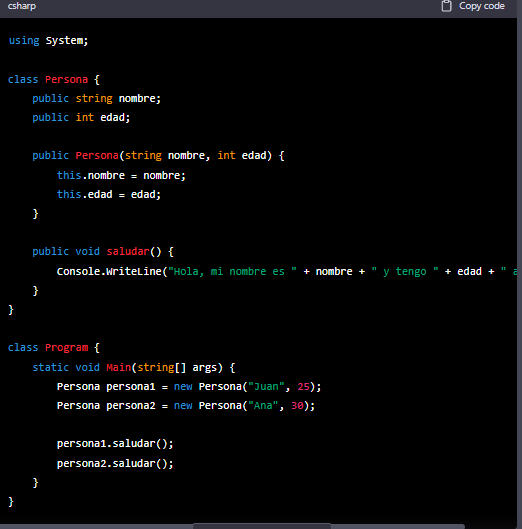 csharp
Copy code
using System;
class Persona {
public string nombre;
public int edad;
public Persona(string nombre, int edad) {
this.nombre = nombre;
this.edad = edad;
}
public void saludar() {
Console.WriteLine("Hola, mi nombre es " + nombre + " y tengo " + edad + " a
}
}
class Program {
static void Main(string[] args) {
Persona persona1 = new Persona("Juan", 25);
Persona persona2 = new Persona("Ana", 30);
persona1.saludar();
persona2.saludar();
}
}